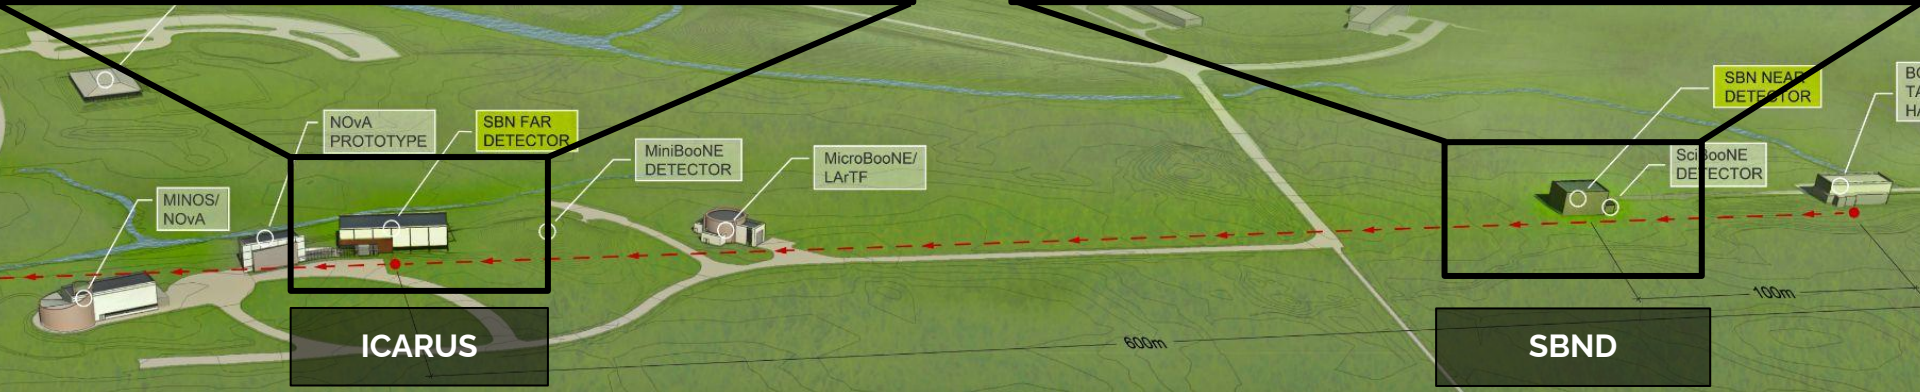 NOvA
PROTOTYPE
SBN FAR
DETECTOR
MINOS/
NOvA
MiniBooNE
DETECTOR
MicroBooNE/
LArTF
SBN NEAR
DETECTOR
SciBooNE
DETECTOR
100m
600m
ICARUS
SBND